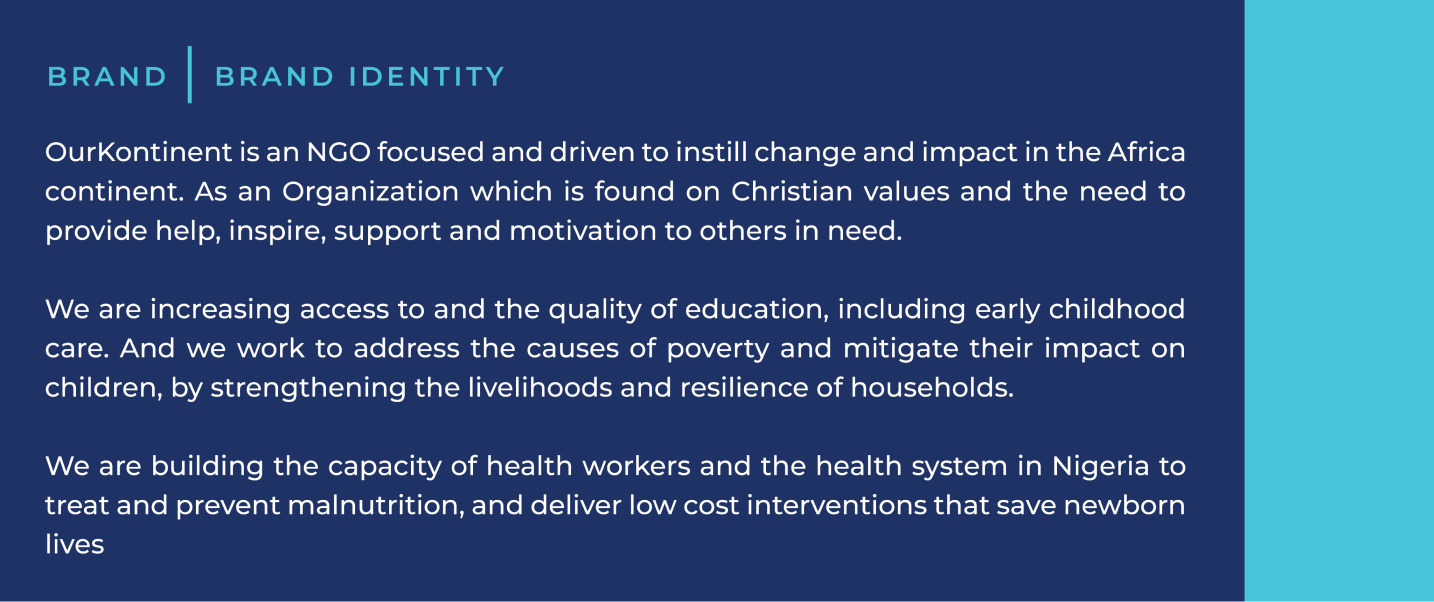 BRAND | BRAND IDENTITY
OurKontinent is an NGO focused and driven to instill change and impact in the Africa
continent. As an Organization which is found on Christian values and the need to
provide help, inspire, support and motivation to others in need.
We are increasing access to and the quality of education, including early childhood
care. And we work to address the causes of poverty and mitigate their impact on
children, by strengthening the livelihoods and resilience of households.
We are building the capacity of health workers and the health system in Nigeria to
treat and prevent malnutrition, and deliver low cost interventions that save newborn
lives